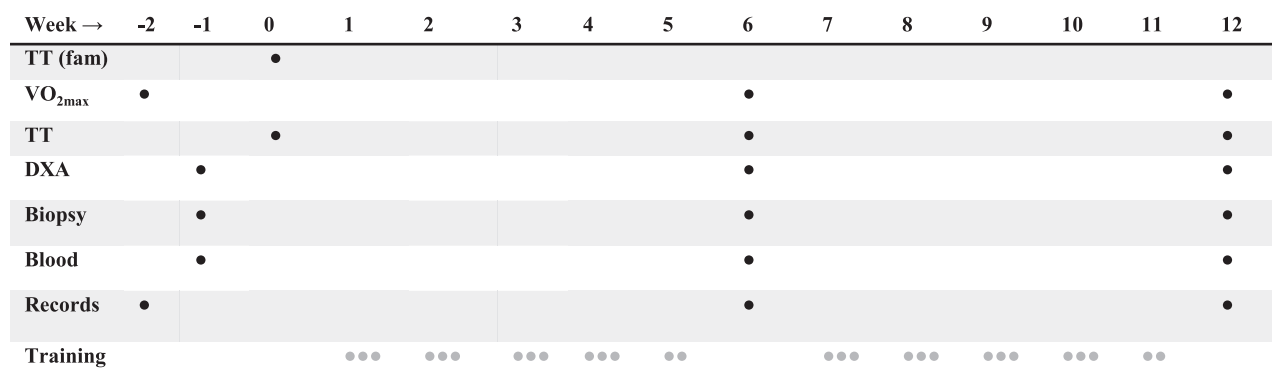 Week → -2 -1 0 1 2 3 4 5 6 7 8 9 10 11 12
TT (fam) •
VO2max • • •
TT • • •
DXA • • •
Biopsy • • •
Blood • • •
Records • • •
Training ••• ••• ••• ••• •• ••• ••• ••• ••• ••